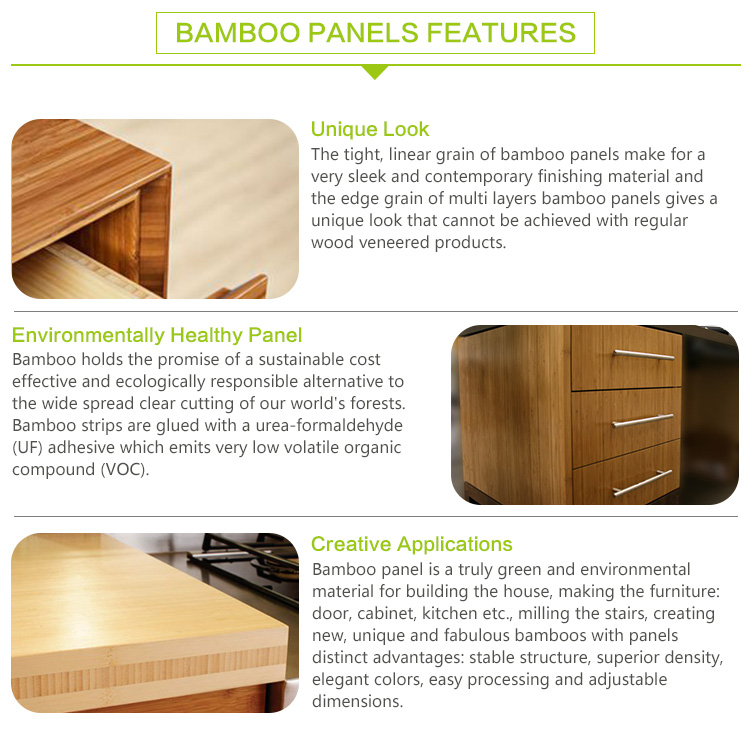 BAMBOO PANELS FEATURES
Unique Look
The tight, linear grain of bamboo panels make for a
very sleek and contemporary finishing material and
the edge grain of multi layers bamboo panels gives a
unique look that cannot be achieved with regular
wood veneered products.
Environmentally Healthy Panel
Bamboo holds the promise of a sustainable cost
effective and ecologically responsible alternative to
the wide spread clear cutting of our world's forests.
Bamboo strips are glued with a urea-formaldehyde
(UF) adhesive which emits very low volatile organic
compound (VOC).
Creative Applications
Bamboo panel is a truly green and environmental
material for building the house, making the furniture:
door, cabinet, kitchen etc., milling the stairs, creating
new, unique and fabulous bamboos with panels
distinct advantages: stable structure, superior density,
elegant colors, easy processing and adjustable
dimensions.